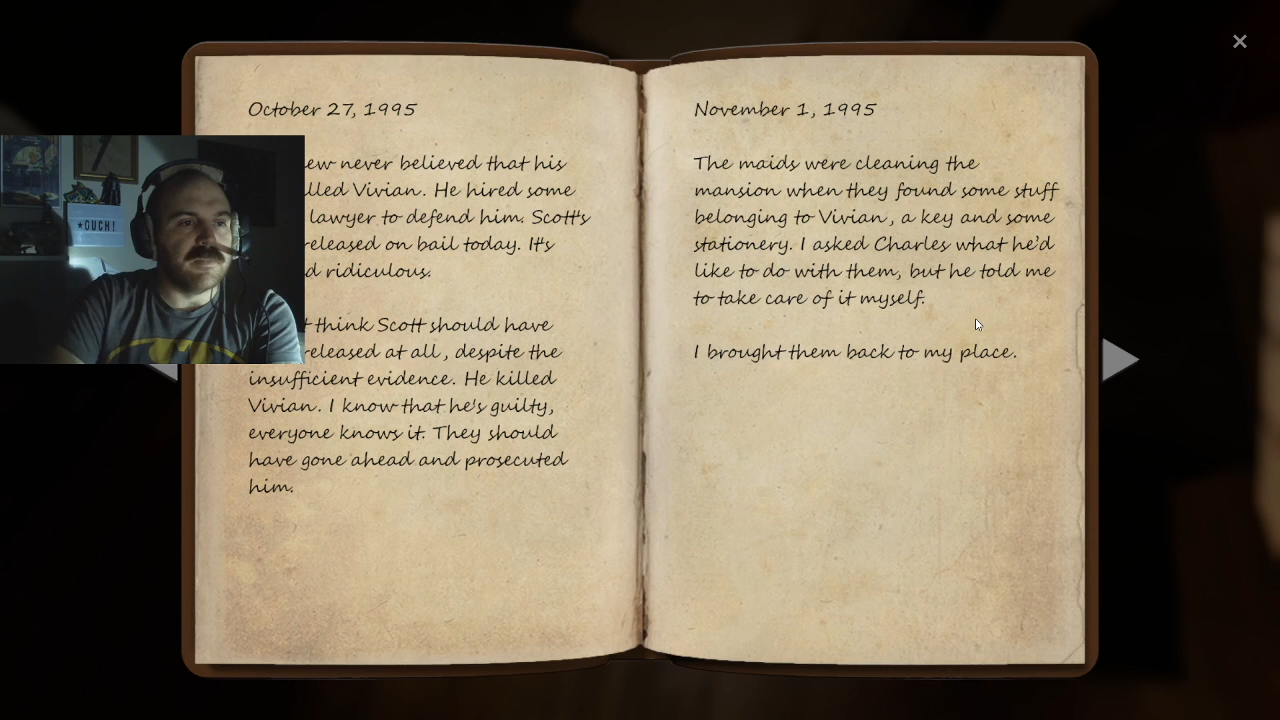 October 27, 1995
never believed that his
Vivian. He hired some
lawyer to defend him. Scott's
released on bail today. It's
ridiculous.
think Scott should have
released at all, despite the
insufficient evidence. He killed
Vivian. I know that he's guilty,
everyone knows it. They should
have gone ahead and prosecuted
him.
November 1, 1995
The maids were cleaning the
mansion when they found some stuff
belonging to Vivian, a key and some
stationery. I asked Charles what he'd
like to do with them, but he told me
to take care of it myself.
I brought them back to my place.
★OUCH!